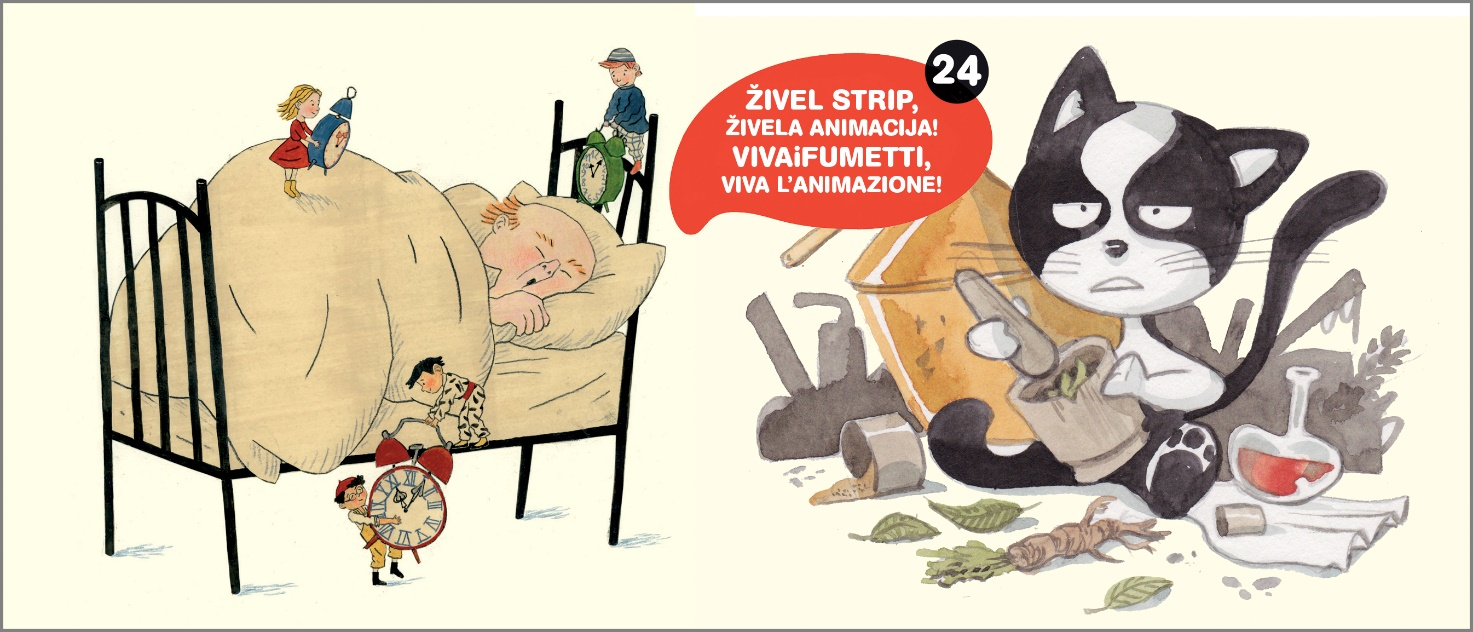 24
ŽIVEL STRIP,
ŽIVELA ANIMACIJA!
VIVAiFUMETTI,
VIVA L'ANIMAZIONE!